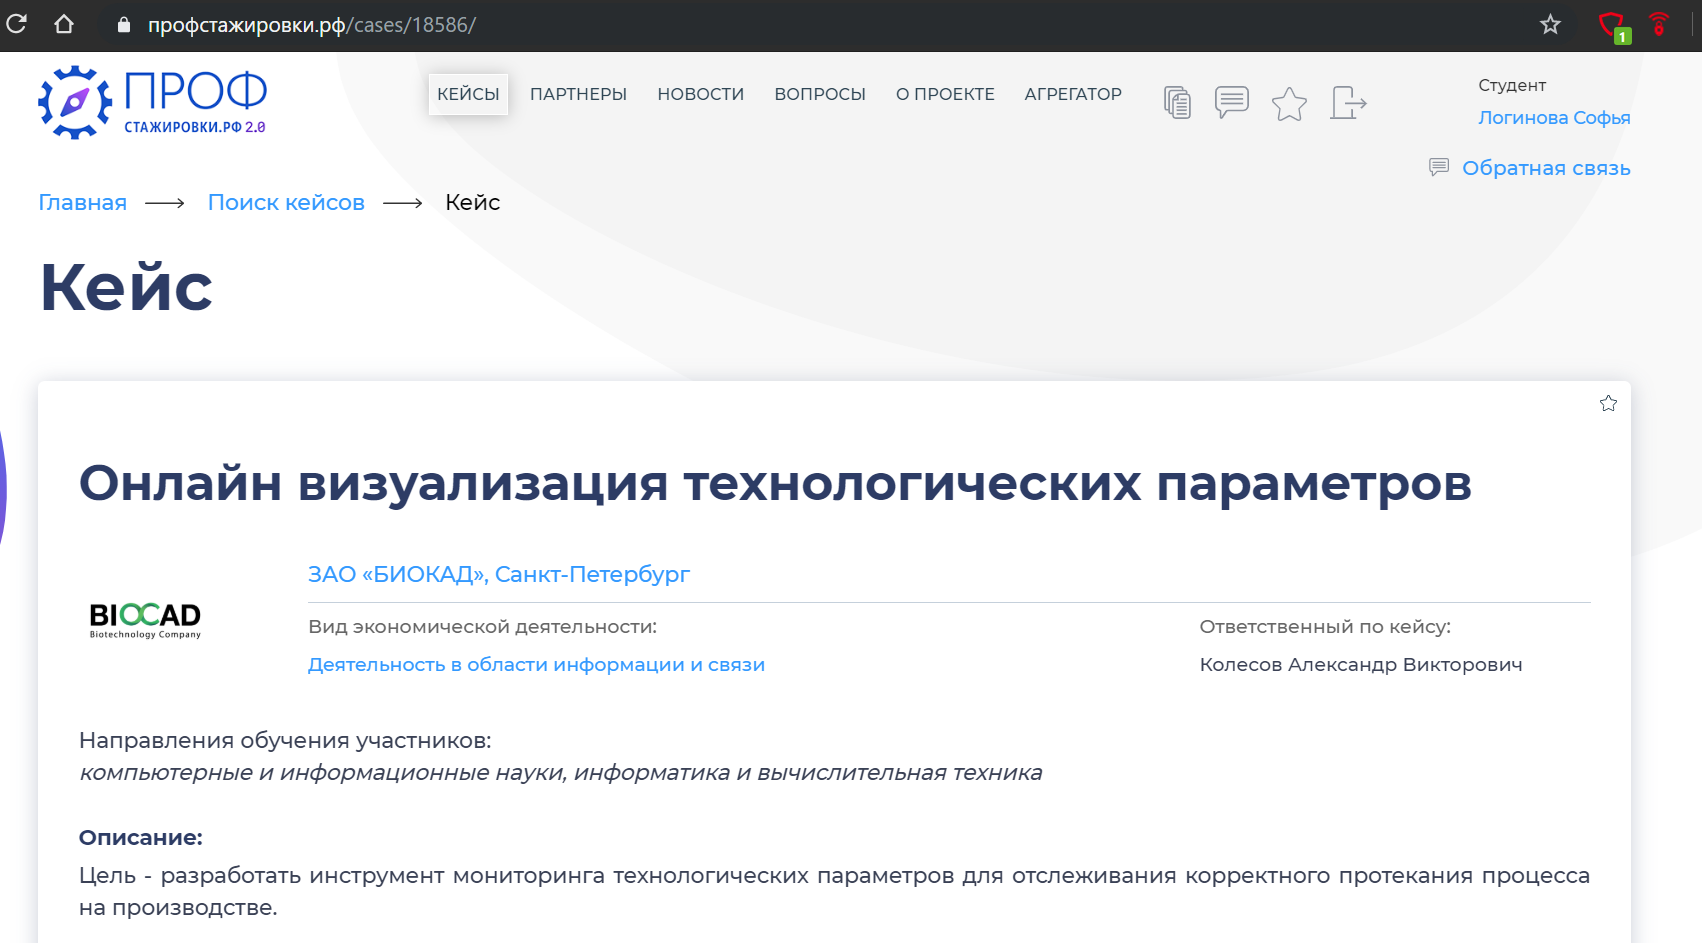 профстажировки.рф/cases/18586/
1
ПРОФ
СТАЖИРОВКИ.РФ 2.0
КЕЙСЫ ПАРТНЕРЫ НОВОСТИ ВОПРОСЫ О ПРОЕКТЕ АГРЕГАТОР
Студент
Логинова Софья
Обратная связь
Главная Поиск кейсов Кейс
Кейс
Онлайн визуализация технологических параметров
BIOCAD
Biotechnology Company
ЗАО «БИОКАД», Санкт-Петербург
Вид экономической деятельности: Ответственный по кейсу:
Деятельность в области информации и связи Колесов Александр Викторович
Направления обучения участников:
компьютерные и информационные науки, информатика и вычислительная техника
Описание:
Цель - разработать инструмент мониторинга технологических параметров для отслеживания корректного протекания процесса
на производстве.